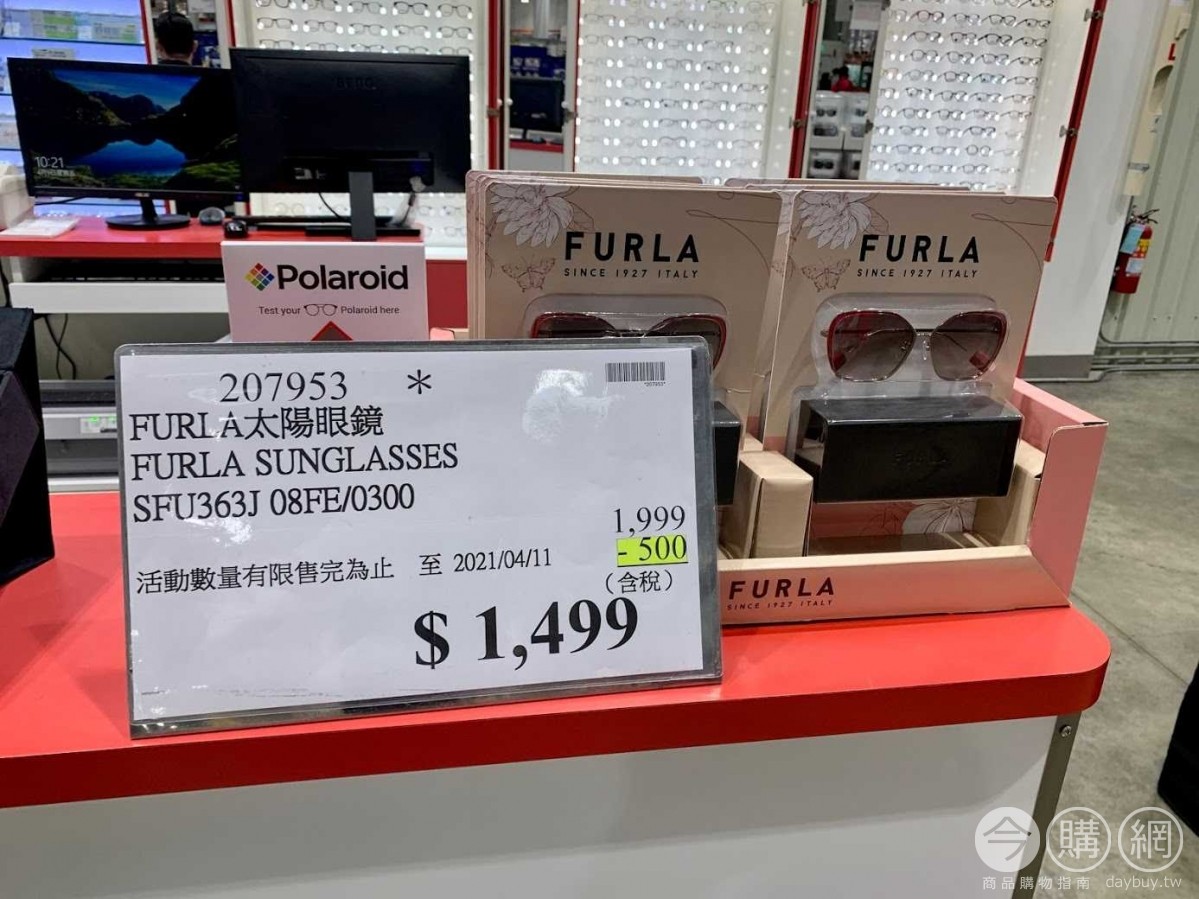 10:21
Polaroid
Test your Polaroid here
FURLA
SINCE 1927 ITALY
FURLA
SINCE 1927 ITALY
207953 *
*207953*
FURLA太陽眼鏡
FURLA SUNGLASSES
SFU363J 08FE/0300
1,999
- 500
活動數量有限售完為止 至 2021/04/11
(含稅)
$ 1,499
FURLA
SINCE 1927 ITALY
今購網
商品購物指南 daybuy.tw